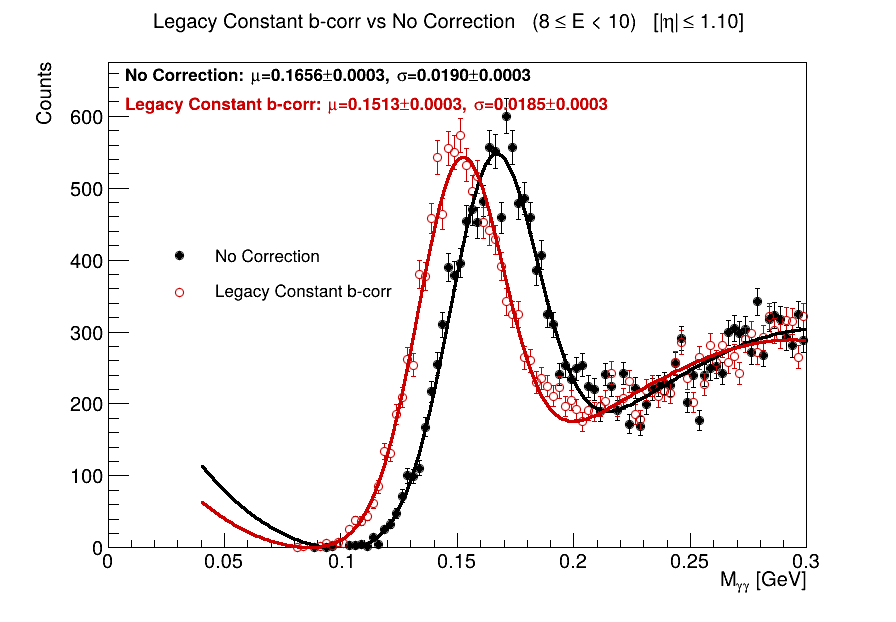 Legacy Constant b-corr vs No Correction (8 ≤ E < 10) [|η| ≤ 1.10]
Counts
No Correction: μ=0.1656±0.0003, σ=0.0190±0.0003
Legacy Constant b-corr: μ=0.1513±0.0003, σ=0.0185±0.0003
600
500
400
300
200
100
0
No Correction
Legacy Constant b-corr
0 0.05 0.1 0.15 0.2 0.25 0.3
Mγγ [GeV]